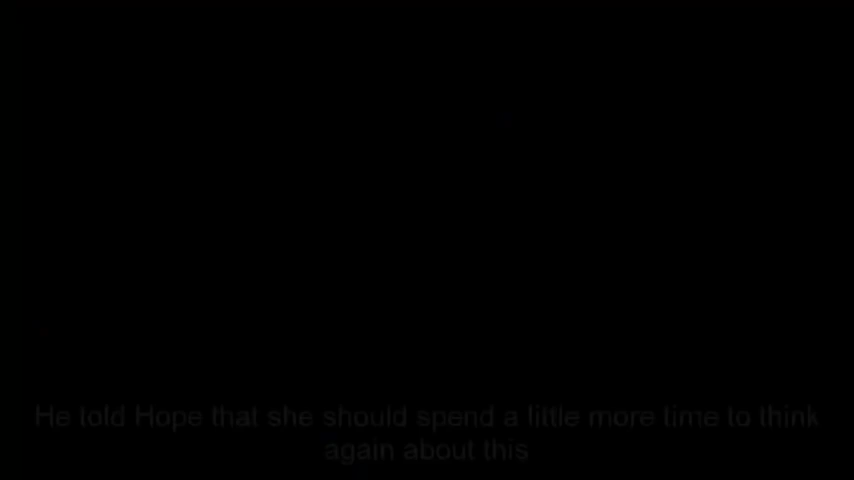 He told Hope that she should spend a little more time to think
again about this